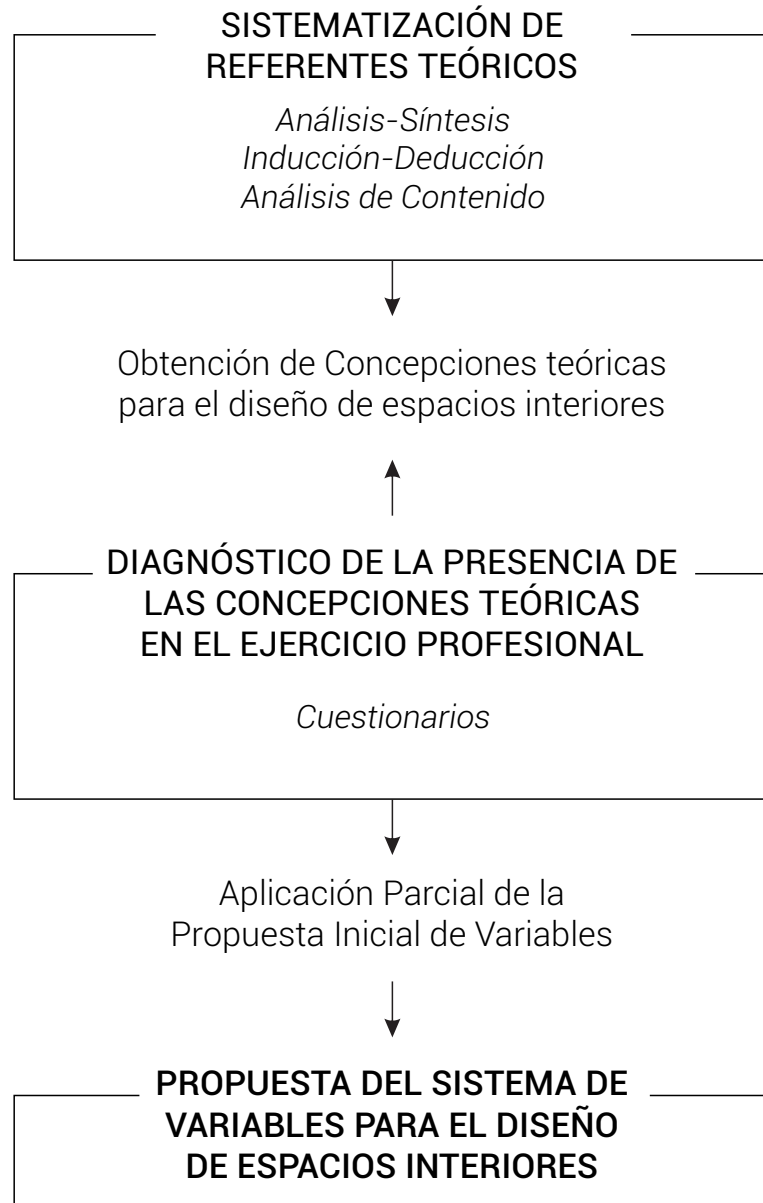 SISTEMATIZACIÓN DE
REFERENTES TEÓRICOS
Análisis-Síntesis
Inducción-Deducción
Análisis de Contenido
Obtención de Concepciones teóricas
para el diseño de espacios interiores
DIAGNÓSTICO DE LA PRESENCIA DE
LAS CONCEPCIONES TEÓRICAS
EN EL EJERCICIO PROFESIONAL
Cuestionarios
Aplicación Parcial de la
Propuesta Inicial de Variables
PROPUESTA DEL SISTEMA DE
VARIABLES PARA EL DISEÑO
DE ESPACIOS INTERIORES